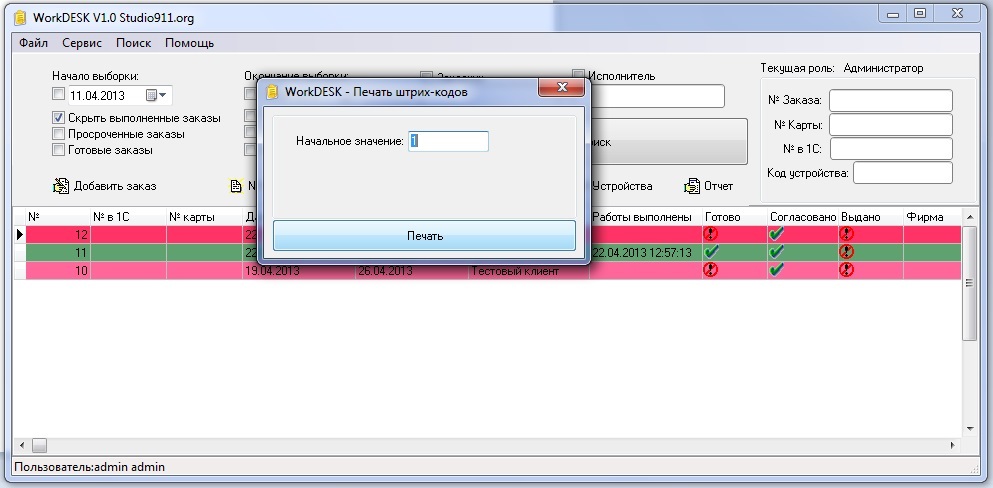 WorkDESK V1.0 Studio911.org
Файл Сервис Поиск Помощь
Начало выборки:
Окончание выборки:
Исполнитель
Текущая роль: Администратор
11.04.2013
WorkDESK - Печать штрих-кодов
№ Заказа:
Скрыть выполненные заказы
№ Карты:
Просроченные заказы
Начальное значение: 1
№ в 1С:
Готовые заказы
Код устройства:
Добавить заказ
Устройства
Отчет
№ № в 1С № карты Работы выполнены Готово Согласовано Выдано Фирма
12
Печать
11 22.04.2013 12:57:13
10 19.04.2013 26.04.2013 Тестовый клиент
Пользователь:admin admin